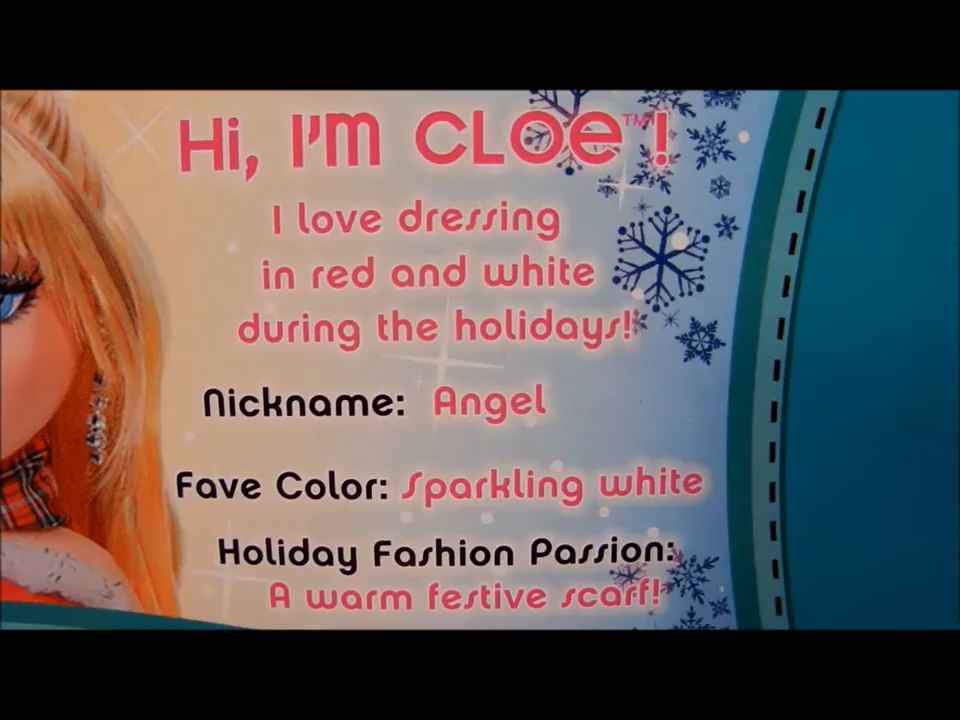 Hi, I'M CLOE™!
I love dressing
in red and white
during the holidays!
Nickname: Angel
Fave Color: Sparkling white
Holiday Fashion Passion:
A warm festive scarf!